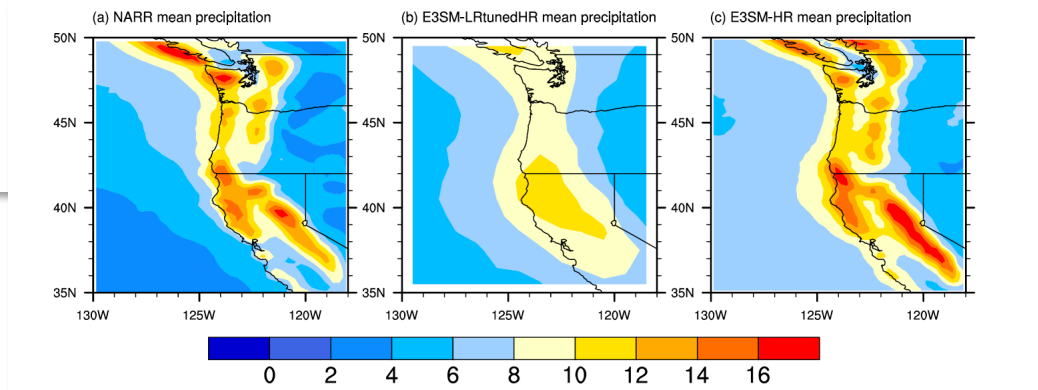 (a) NARR mean precipitation
(b) E3SM-LRtunedHR mean precipitation
(c) E3SM-HR mean precipitation
50N 50N 50N
45N 45N 45N
40N 40N 40N
35N 35N 35N
130W 125W 120W 130W 125W 120W 130W 125W 120W
0 2 4 6 8 10 12 14 16